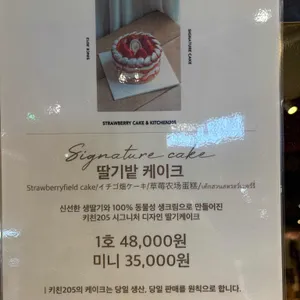 SIGNATURE CAKE
STRAWBERRY CAKE & KITCHEN205
Signature cake
딸기밭 케이크
Strawberryfield cake/イチゴ畑ケーキ/草莓农场蛋糕/
신선한 생딸기와 100% 동물성 생크림으로 만들어진
키친205 시그니처 디자인 딸기케이크
1호 48,000원
미니 35,000원
| 키친205의 케이크는 당일 생산, 당일 판매를 원칙으로 합니다.